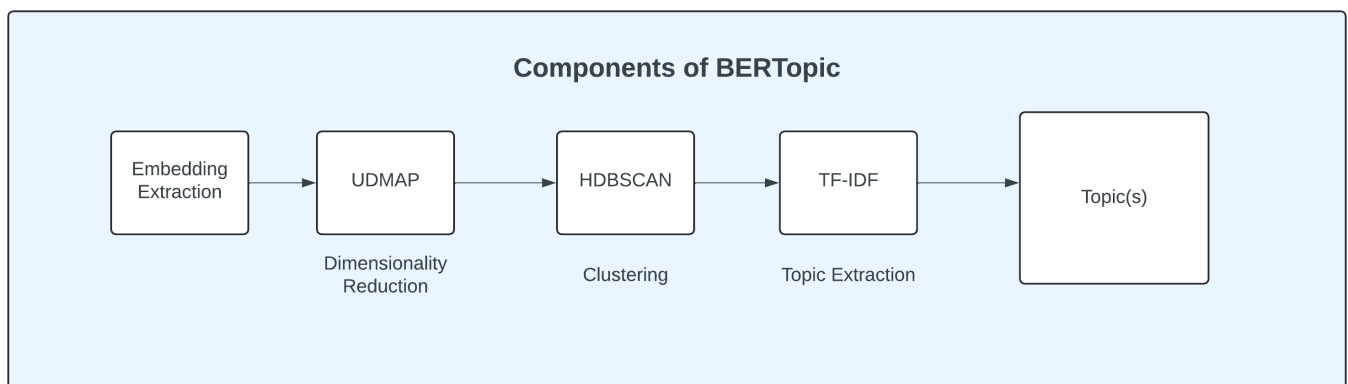 Components of BERTopic
Embedding
Extraction
UDMAP
HDBSCAN
TF-IDF
Topic(s)
Dimensionality
Reduction
Clustering
Topic Extraction